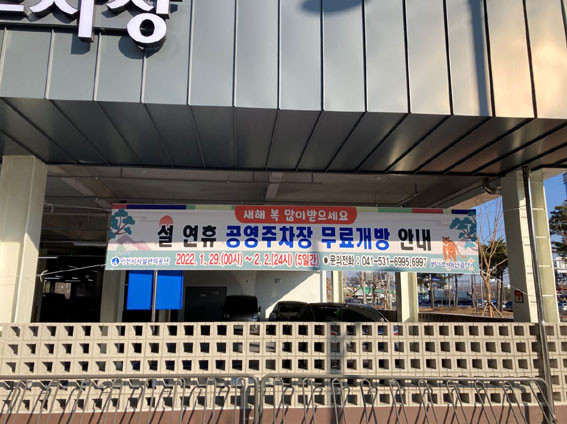 새해 복 많이받으세요
설 연휴 공영주차장 무료개방 안내
2022. 1. 29.(00시) ~ 2. 2.(24시) (5일간)
●문의전화 : 041-531-6995,6997